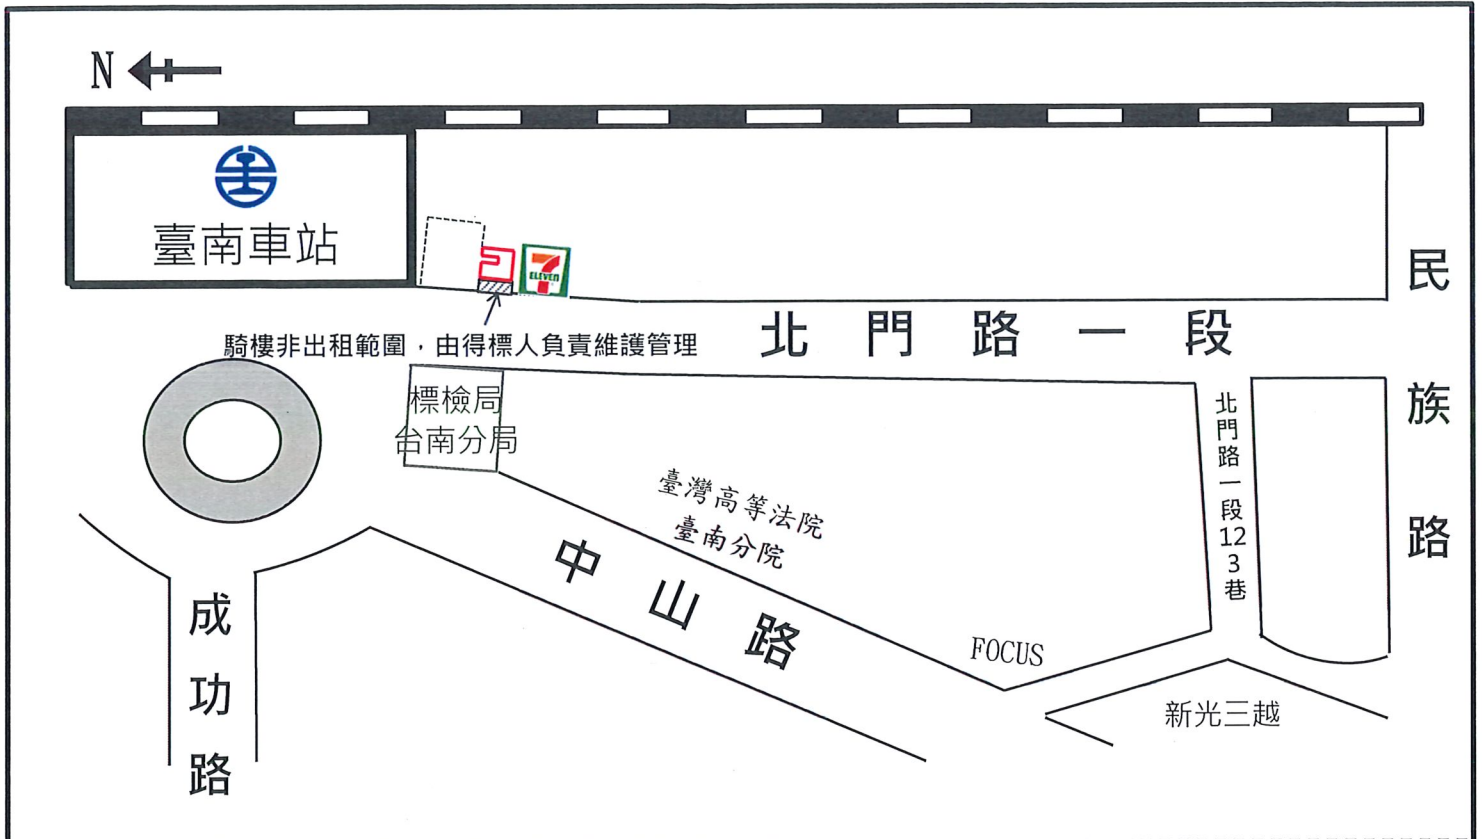 N
臺南車站
7
ELEVEN
民族路
北門路一段
騎樓非出租範圍，由得標人負責維護管理
標檢局
台南分局
北門路一段123巷
臺灣高等法院
臺南分院
中山路
成功路
FOCUS
新光三越